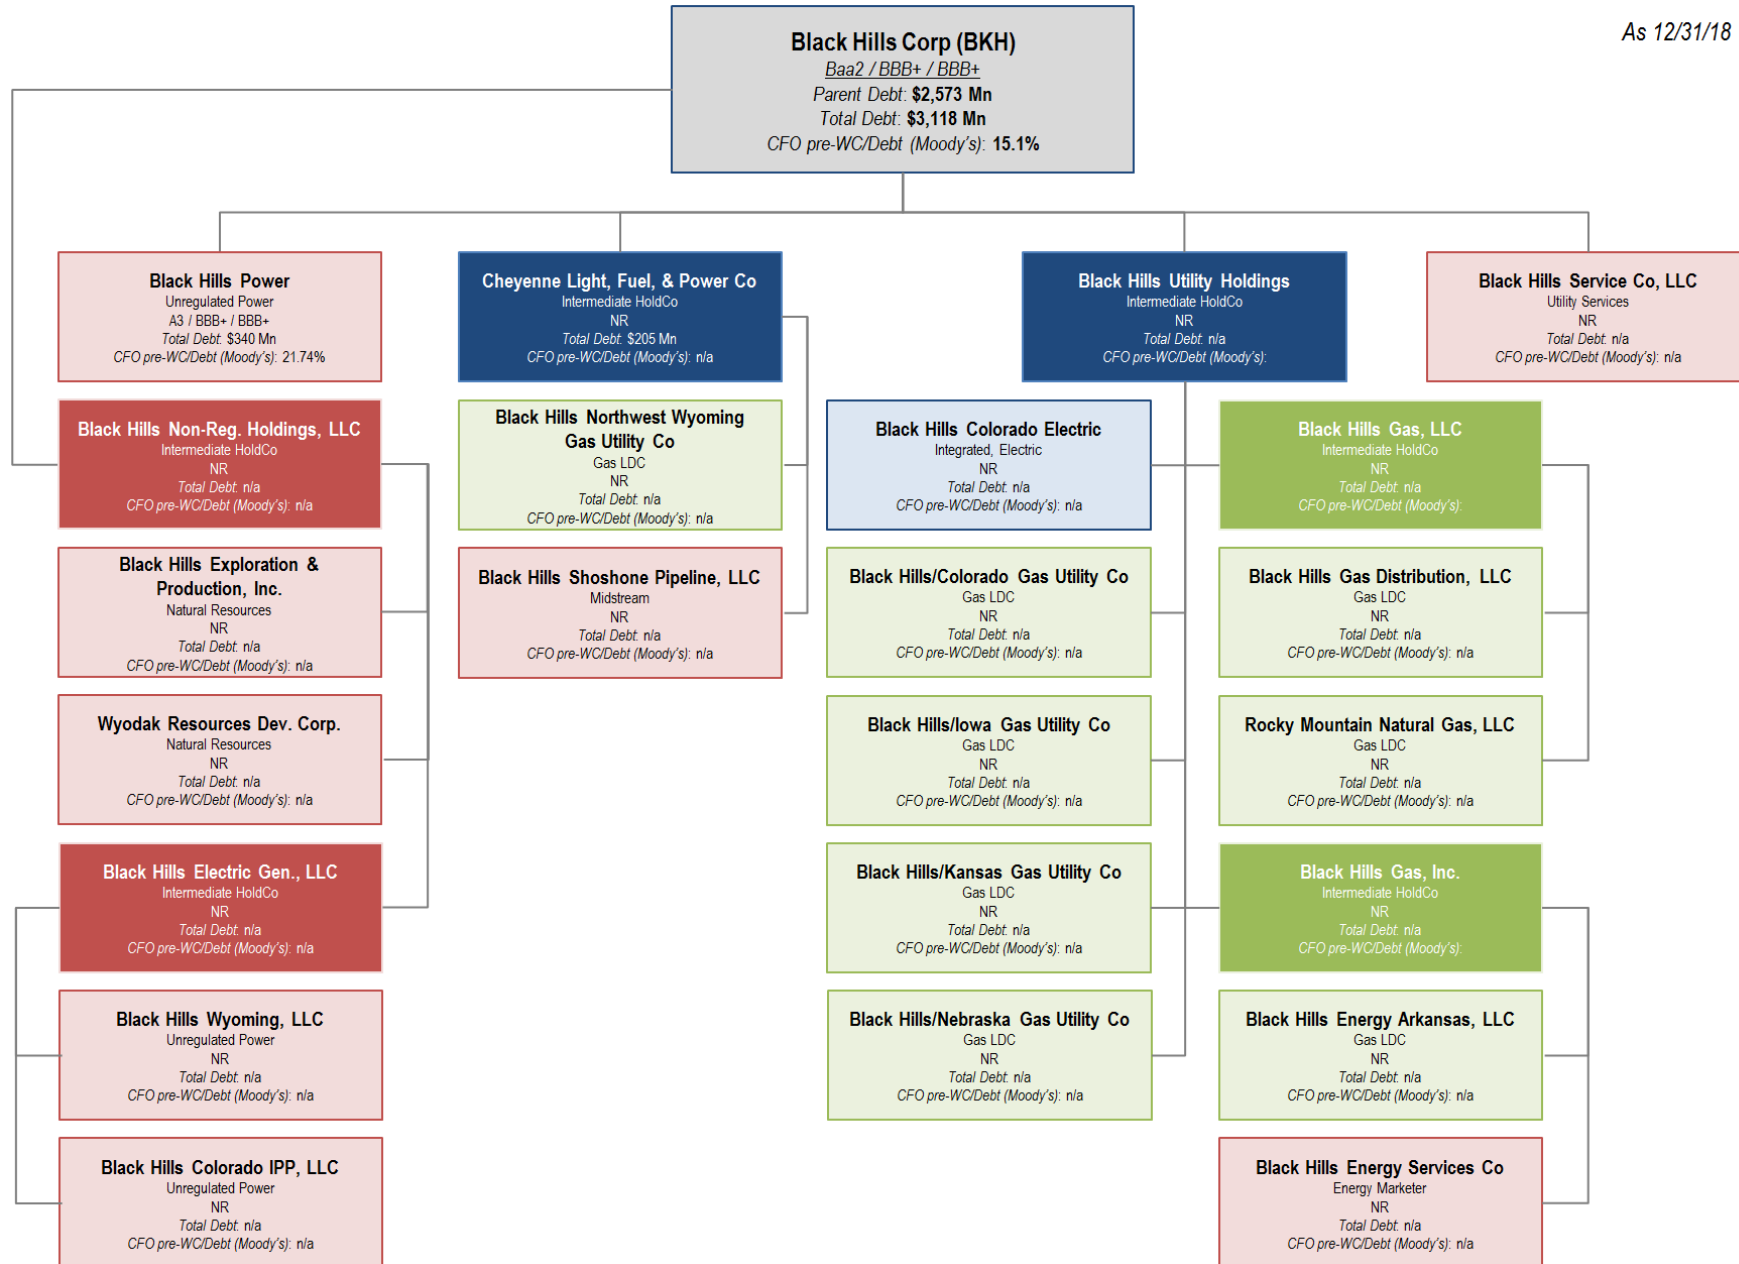 As 12/31/18
Black Hills Corp (BKH)
Baa2 / BBB+ / BBB+
Parent Debt: $2,573 Mn
Total Debt: $3,118 Mn
CFO pre-WC/Debt (Moody's): 15.1%
Black Hills Power
Unregulated Power
A3 / BBB+ / BBB+
Total Debt: $340 Mn
CFO pre-WC/Debt (Moody's): 21.74%
Cheyenne Light, Fuel, & Power Co
Intermediate HoldCo
NR
Total Debt: $205 Mn
CFO pre-WC/Debt (Moody's): n/a
Black Hills Utility Holdings
Intermediate HoldCo
NR
Total Debt: n/a
CFO pre-WC/Debt (Moody's):
Black Hills Service Co, LLC
Utility Services
NR
Total Debt: n/a
CFO pre-WC/Debt (Moody's): n/a
Black Hills Non-Reg. Holdings, LLC
Intermediate HoldCo
NR
Total Debt: n/a
CFO pre-WC/Debt (Moody's): n/a
Black Hills Northwest Wyoming
Gas Utility Co
Gas LDC
NR
Total Debt: n/a
CFO pre-WC/Debt (Moody's): n/a
Black Hills Colorado Electric
Integrated, Electric
NR
Total Debt: n/a
CFO pre-WC/Debt (Moody's): n/a
Black Hills Gas, LLC
Intermediate HoldCo
NR
Total Debt: n/a
CFO pre-WC/Debt (Moody's):
Black Hills Exploration &
Production, Inc.
Natural Resources
NR
Total Debt: n/a
CFO pre-WC/Debt (Moody's): n/a
Black Hills Shoshone Pipeline, LLC
Midstream
NR
Total Debt: n/a
CFO pre-WC/Debt (Moody's): n/a
Black Hills/Colorado Gas Utility Co
Gas LDC
NR
Total Debt: n/a
CFO pre-WC/Debt (Moody's): n/a
Black Hills Gas Distribution, LLC
Gas LDC
NR
Total Debt: n/a
CFO pre-WC/Debt (Moody's): n/a
Wyodak Resources Dev. Corp.
Natural Resources
NR
Total Debt: n/a
CFO pre-WC/Debt (Moody's): n/a
Black Hills/Iowa Gas Utility Co
Gas LDC
NR
Total Debt: n/a
CFO pre-WC/Debt (Moody's): n/a
Rocky Mountain Natural Gas, LLC
Gas LDC
NR
Total Debt: n/a
CFO pre-WC/Debt (Moody's): n/a
Black Hills Electric Gen., LLC
Intermediate HoldCo
NR
Total Debt: n/a
CFO pre-WC/Debt (Moody's): n/a
Black Hills/Kansas Gas Utility Co
Gas LDC
NR
Total Debt: n/a
CFO pre-WC/Debt (Moody's): n/a
Black Hills Gas, Inc.
Intermediate HoldCo
NR
Total Debt: n/a
CFO pre-WC/Debt (Moody's):
Black Hills Wyoming, LLC
Unregulated Power
NR
Total Debt: n/a
CFO pre-WC/Debt (Moody's): n/a
Black Hills/Nebraska Gas Utility Co
Gas LDC
NR
Total Debt: n/a
CFO pre-WC/Debt (Moody's): n/a
Black Hills Energy Arkansas, LLC
Gas LDC
NR
Total Debt: n/a
CFO pre-WC/Debt (Moody's): n/a
Black Hills Colorado IPP, LLC
Unregulated Power
NR
Total Debt: n/a
CFO pre-WC/Debt (Moody's): n/a
Black Hills Energy Services Co
Energy Marketer
NR
Total Debt: n/a
CFO pre-WC/Debt (Moody's): n/a